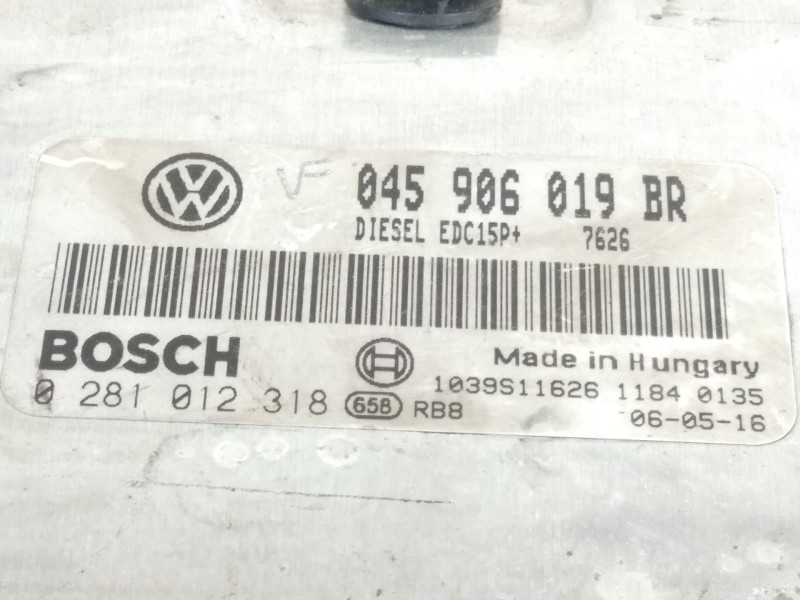 VF 045 906 019 BR
DIESEL EDC15P+ 7626
BOSCH
Made in Hungary
0 281 012 318 658 RB8
1039S11626 1184 0135
06-05-16